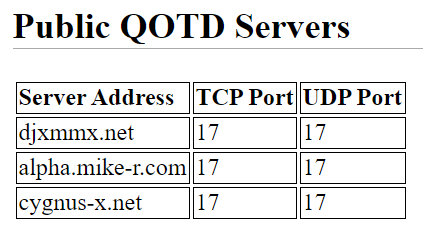 Public QOTD Servers
Server Address TCP Port UDP Port
djxmmx.net 17 17
alpha.mike-r.com 17 17
cygnus-x.net 17 17